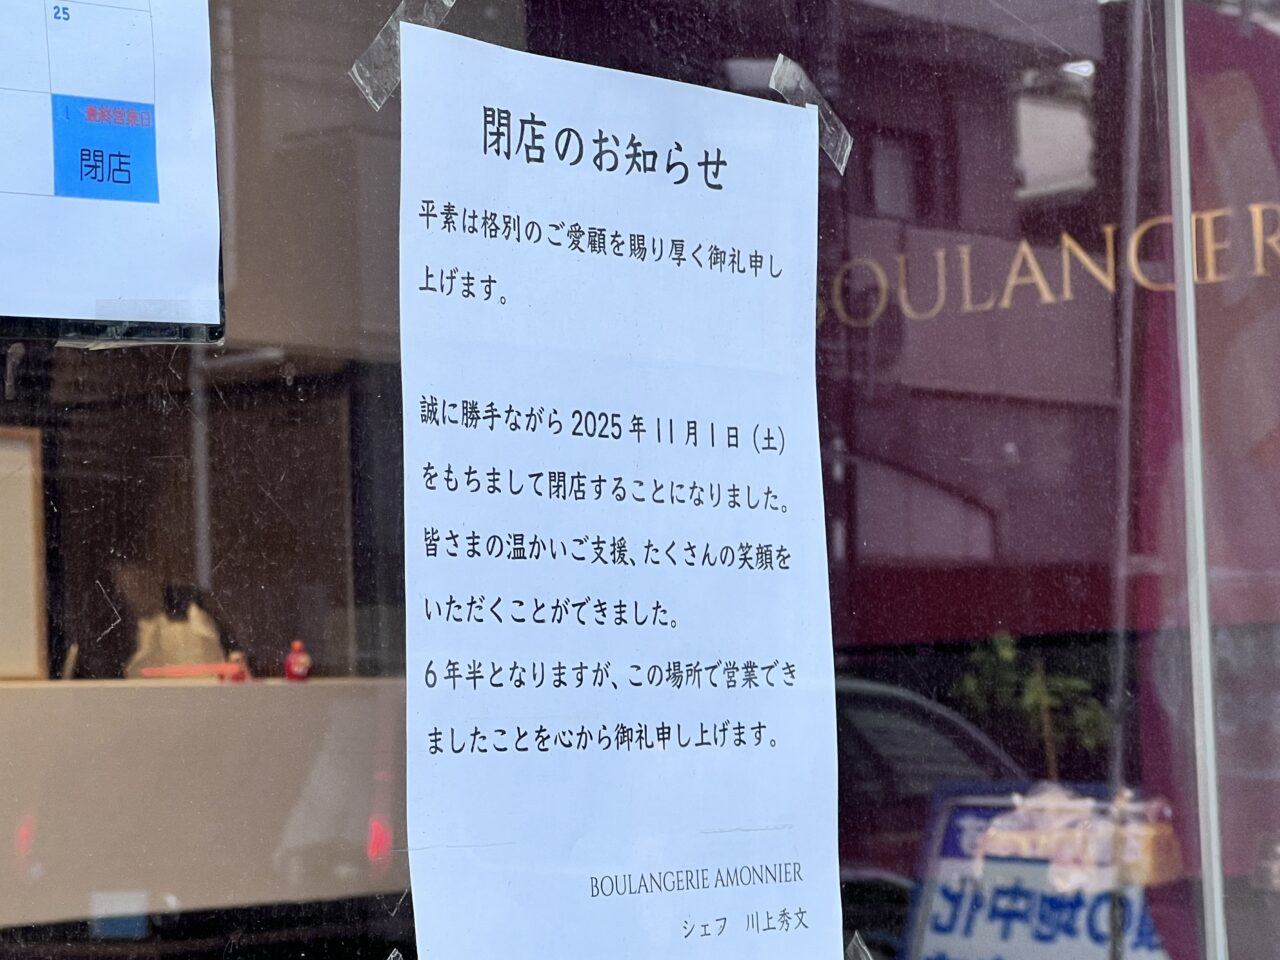 25
1 最終営業日
閉店
閉店のお知らせ
平素は格別のご愛顧を賜り厚く御礼申し
上げます。
誠に勝手ながら 2025 年 11 月 1 日 (土)
をもちまして閉店することになりました。
皆さまの温かいご支援、たくさんの笑顔を
いただくことができました。
6 年半となりますが、この場所で営業でき
ましたことを心から御礼申し上げます。
BOULANGERIE AMONNIER
シェフ 川上秀文
BOULANGER